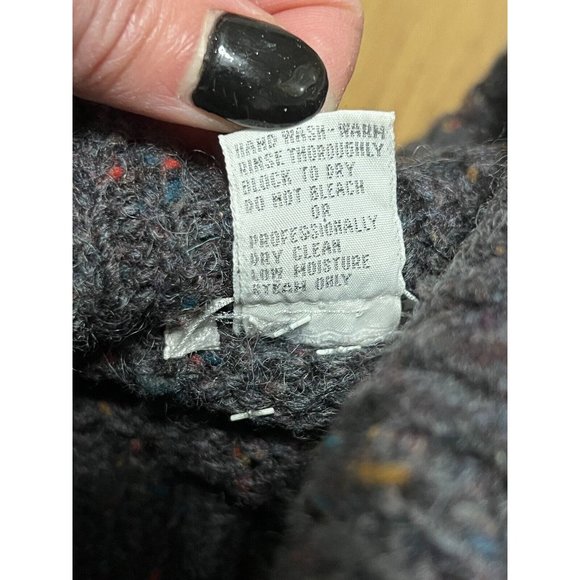 HAND WASH-WARM
RINSE THOROUGHLY
BLOCK TO DRY
DO NOT BLEACH
OR
PROFESSIONALLY
DRY CLEAN
LOW MOISTURE
STEAM ONLY